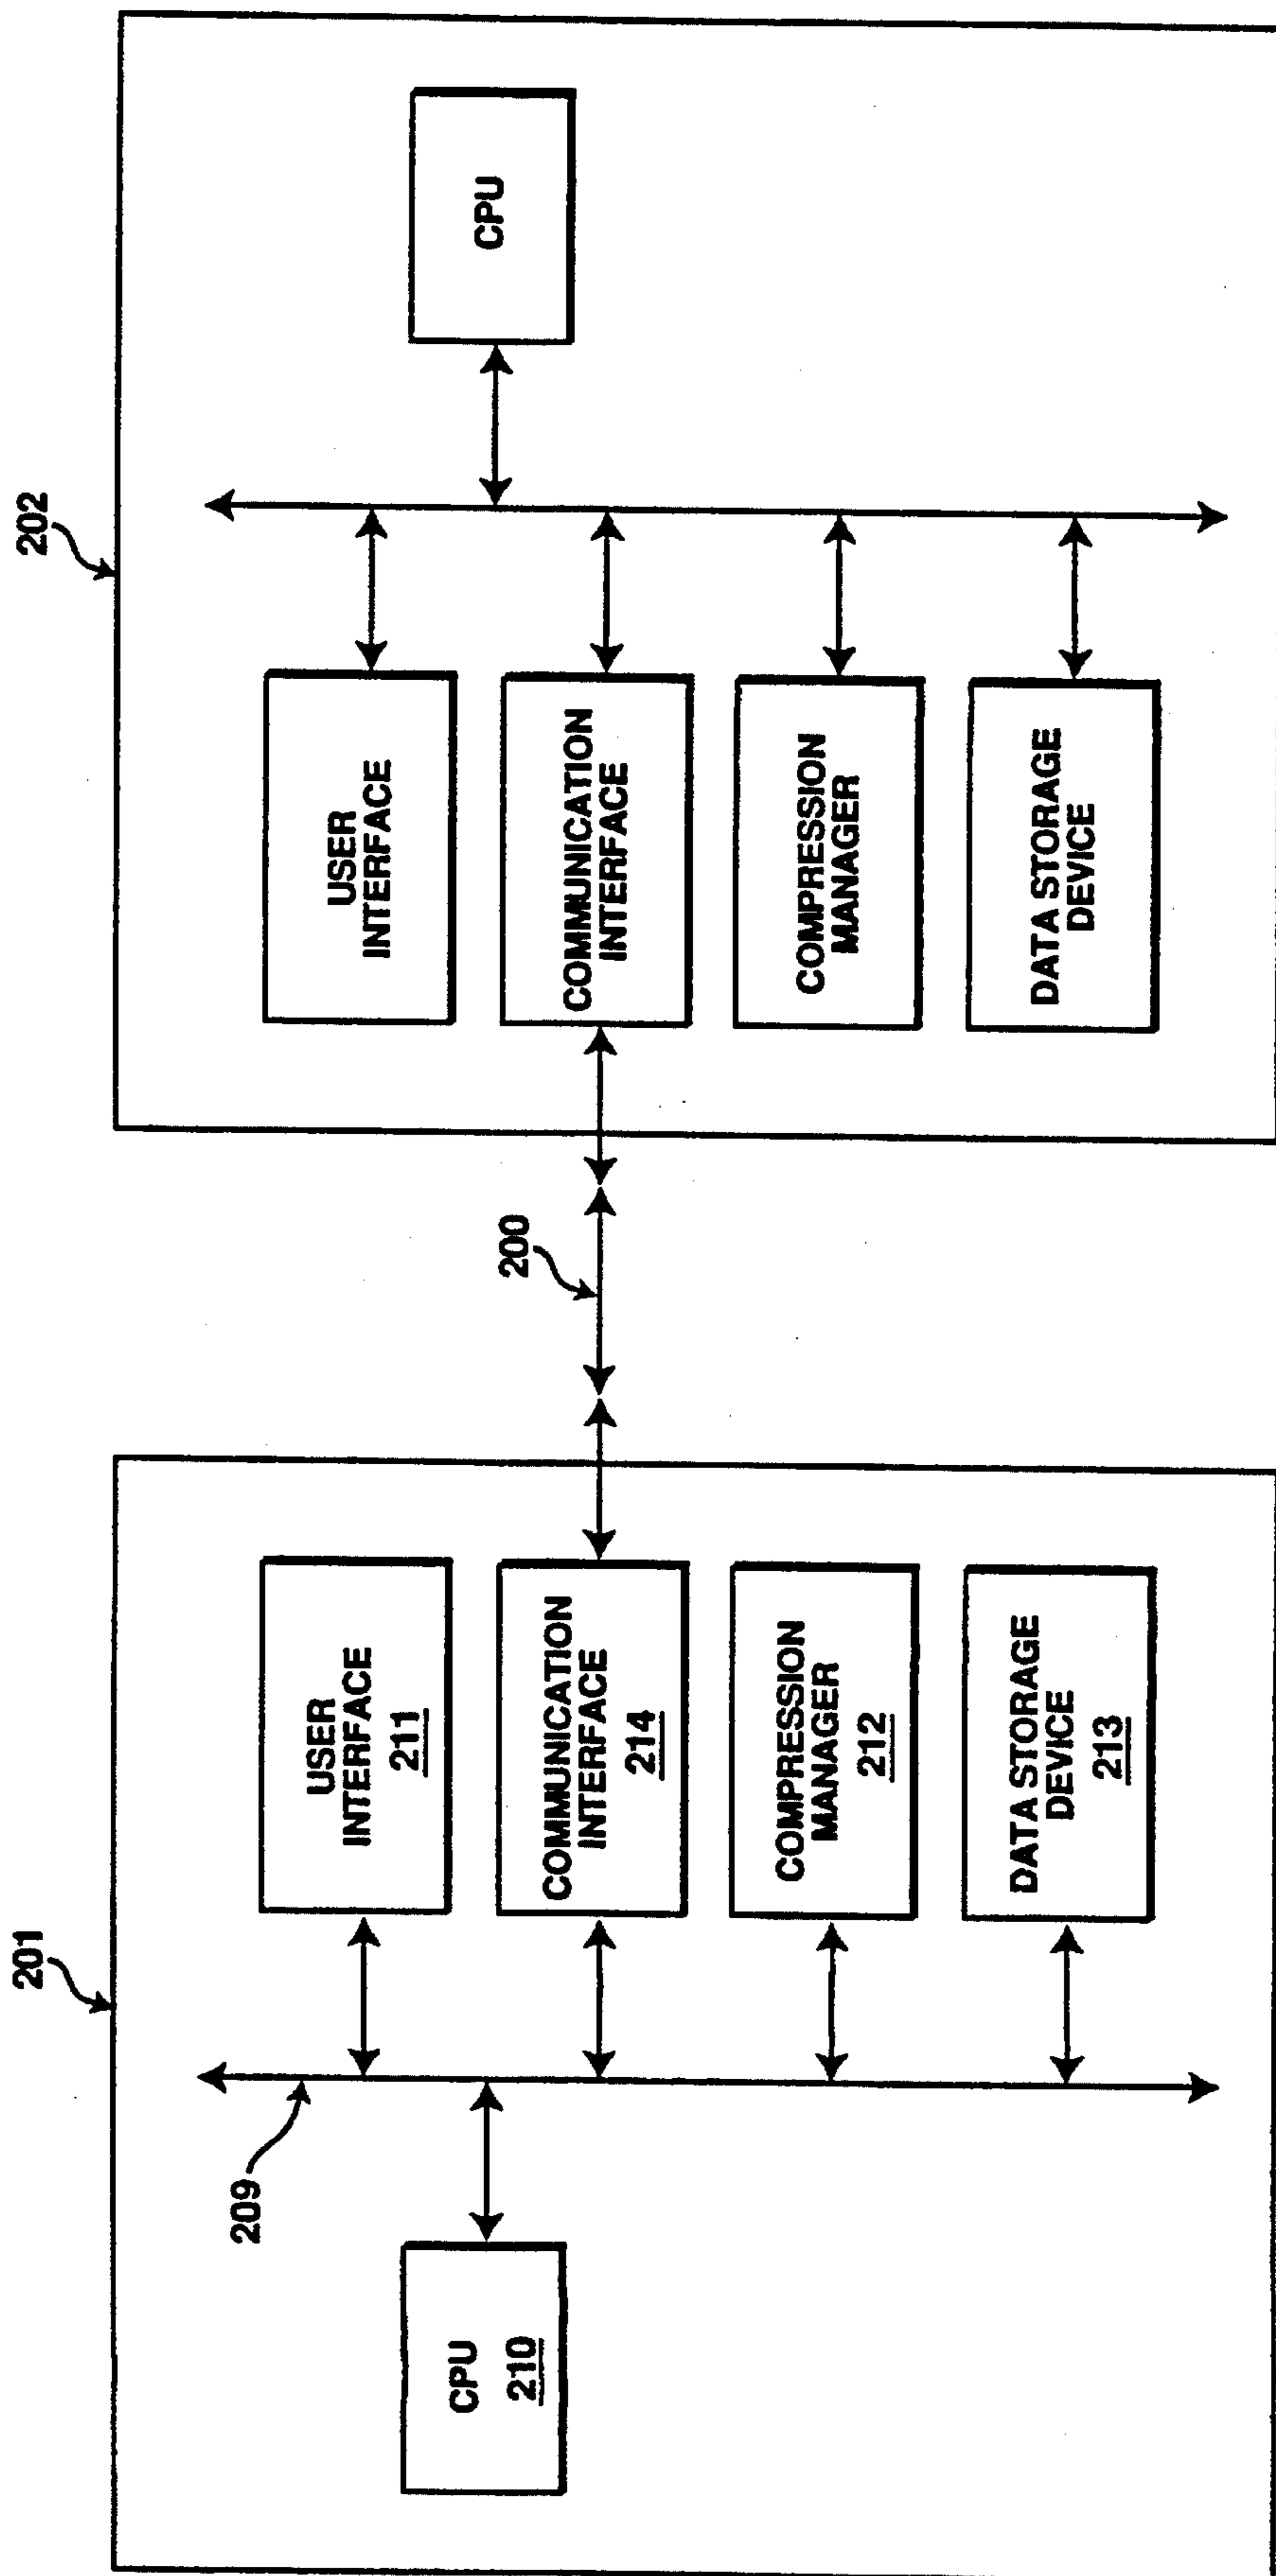 201
209
CPU
210
USER
INTERFACE
211
COMMUNICATION
INTERFACE
214
COMPRESSION
MANAGER
212
DATA STORAGE
DEVICE
213
200
202
USER
INTERFACE
COMMUNICATION
INTERFACE
COMPRESSION
MANAGER
DATA STORAGE
DEVICE
CPU